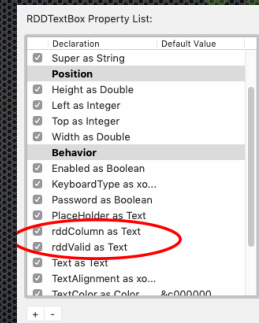 RDDTextBox Property List:
Declaration Default Value
Super as String
Position
Height as Double
Left as Integer
Top as Integer
Width as Double
Behavior
Enabled as Boolean
KeyboardType as xo...
Password as Boolean
PlaceHolder as Text
rddColumn as Text
rddValid as Text
Text as Text
TextAlignment as xo...
TextColor as Color &c000000
+ -